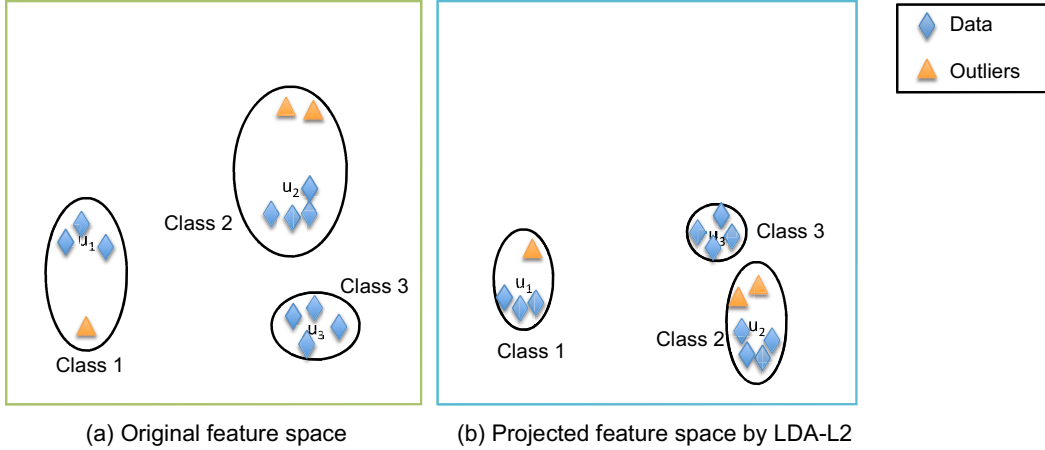 Data
Outliers
u₂
Class 2
u₁
Class 3
u₃
Class 1
u₃
Class 3
u₁
u₂
Class 2
Class 1
(a) Original feature space
(b) Projected feature space by LDA-L2